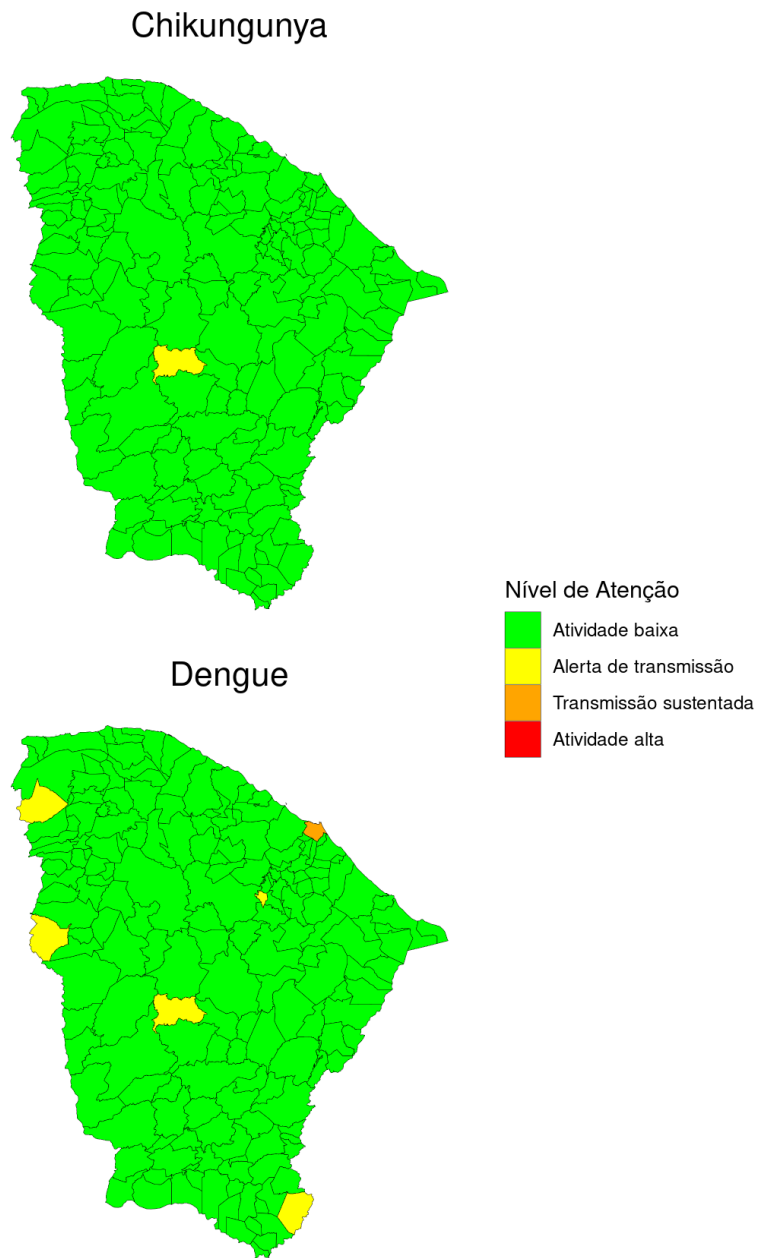 Chikungunya
Nível de Atenção
Atividade baixa
Alerta de transmissão
Transmissão sustentada
Atividade alta
Dengue